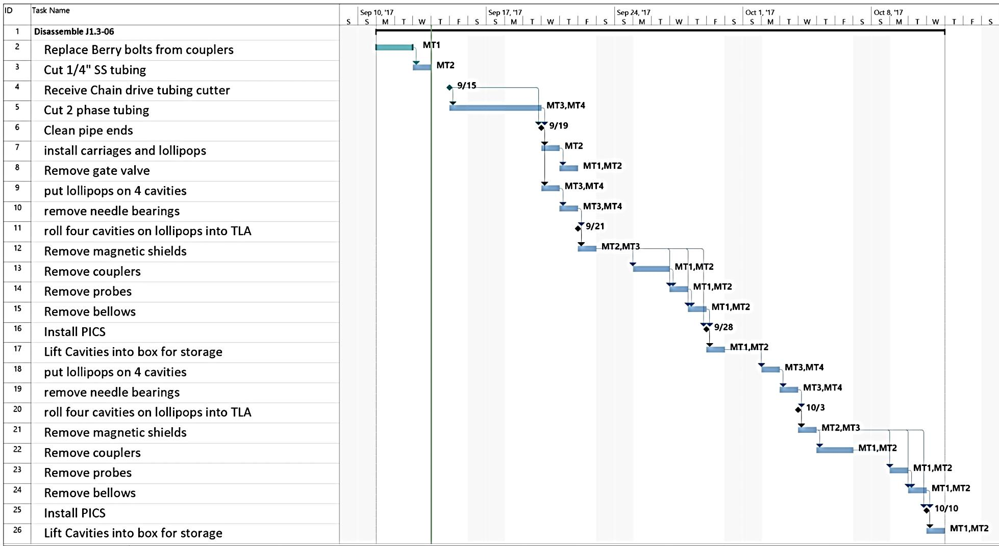 ID Task Name Sep 10, '17 Sep 17, '17 Sep 24, '17 Oct 1, '17 Oct 8, '17
S S M T W T F S S M T W T F S S M T W T F S S M T W T F S S M T W T F S
1 Disassemble J1.3-06
2 Replace Berry bolts from couplers MT1
3 Cut 1/4" SS tubing MT2
4 Receive Chain drive tubing cutter 9/15
5 Cut 2 phase tubing MT3,MT4
6 Clean pipe ends 9/19
7 install carriages and lollipops MT2
8 Remove gate valve MT1,MT2
9 put lollipops on 4 cavities MT3,MT4
10 remove needle bearings MT3,MT4
11 roll four cavities on lollipops into TLA 9/21
12 Remove magnetic shields MT2,MT3
13 Remove couplers MT1,MT2
14 Remove probes MT1,MT2
15 Remove bellows MT1,MT2
16 Install PICS 9/28
17 Lift Cavities into box for storage MT1,MT2
18 put lollipops on 4 cavities MT3,MT4
19 remove needle bearings MT3,MT4
20 roll four cavities on lollipops into TLA 10/3
21 Remove magnetic shields MT2,MT3
22 Remove couplers MT1,MT2
23 Remove probes MT1,MT2
24 Remove bellows MT1,MT2
25 Install PICS 10/10
26 Lift Cavities into box for storage MT1,MT2